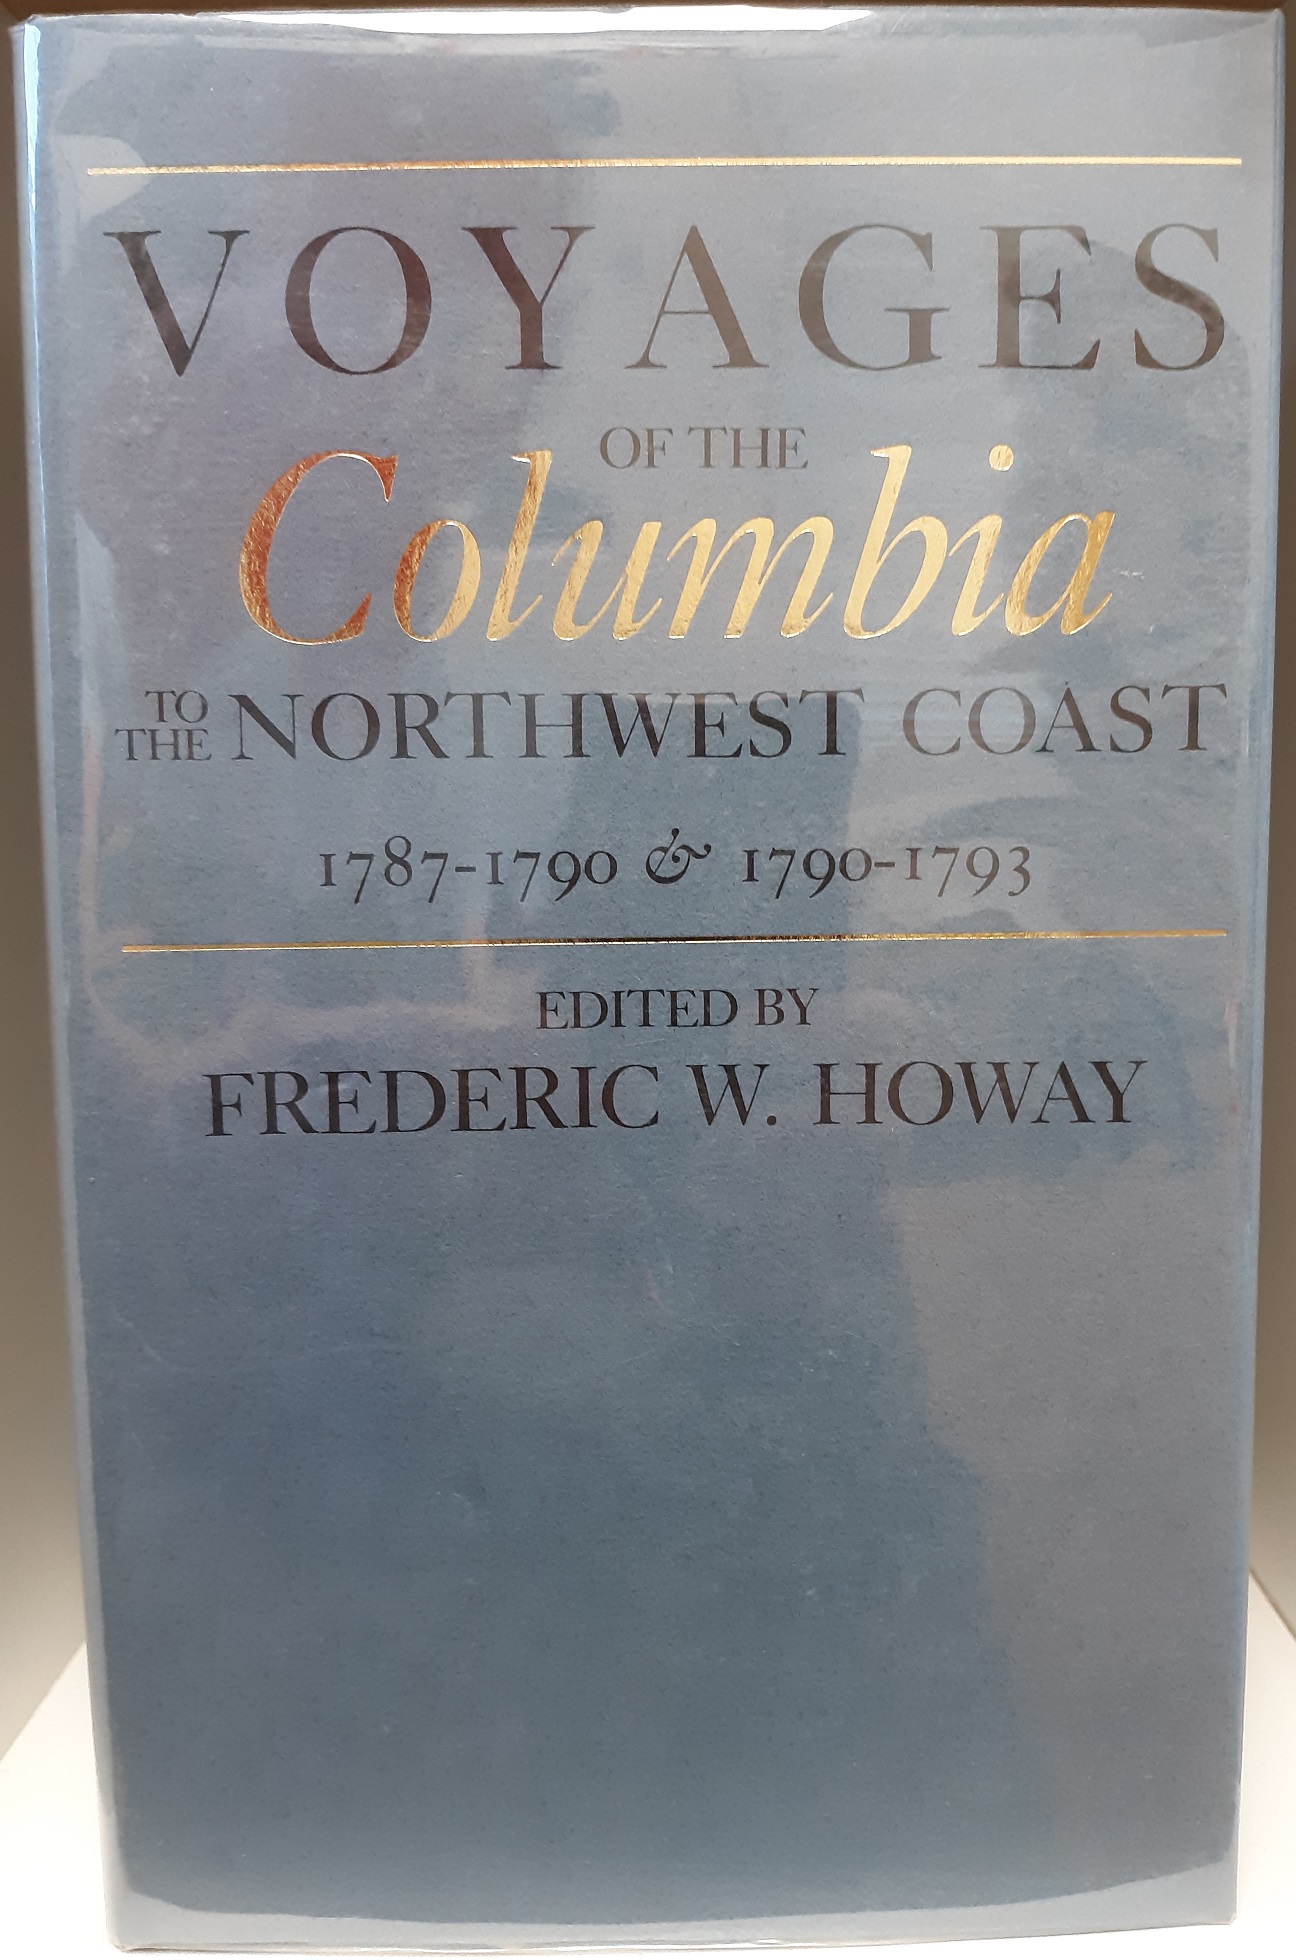 VOYAGES
OF THE
Columbia
TO
THE NORTHWEST COAST
1787-1790 & 1790-1793
EDITED BY
FREDERIC W. HOWAY